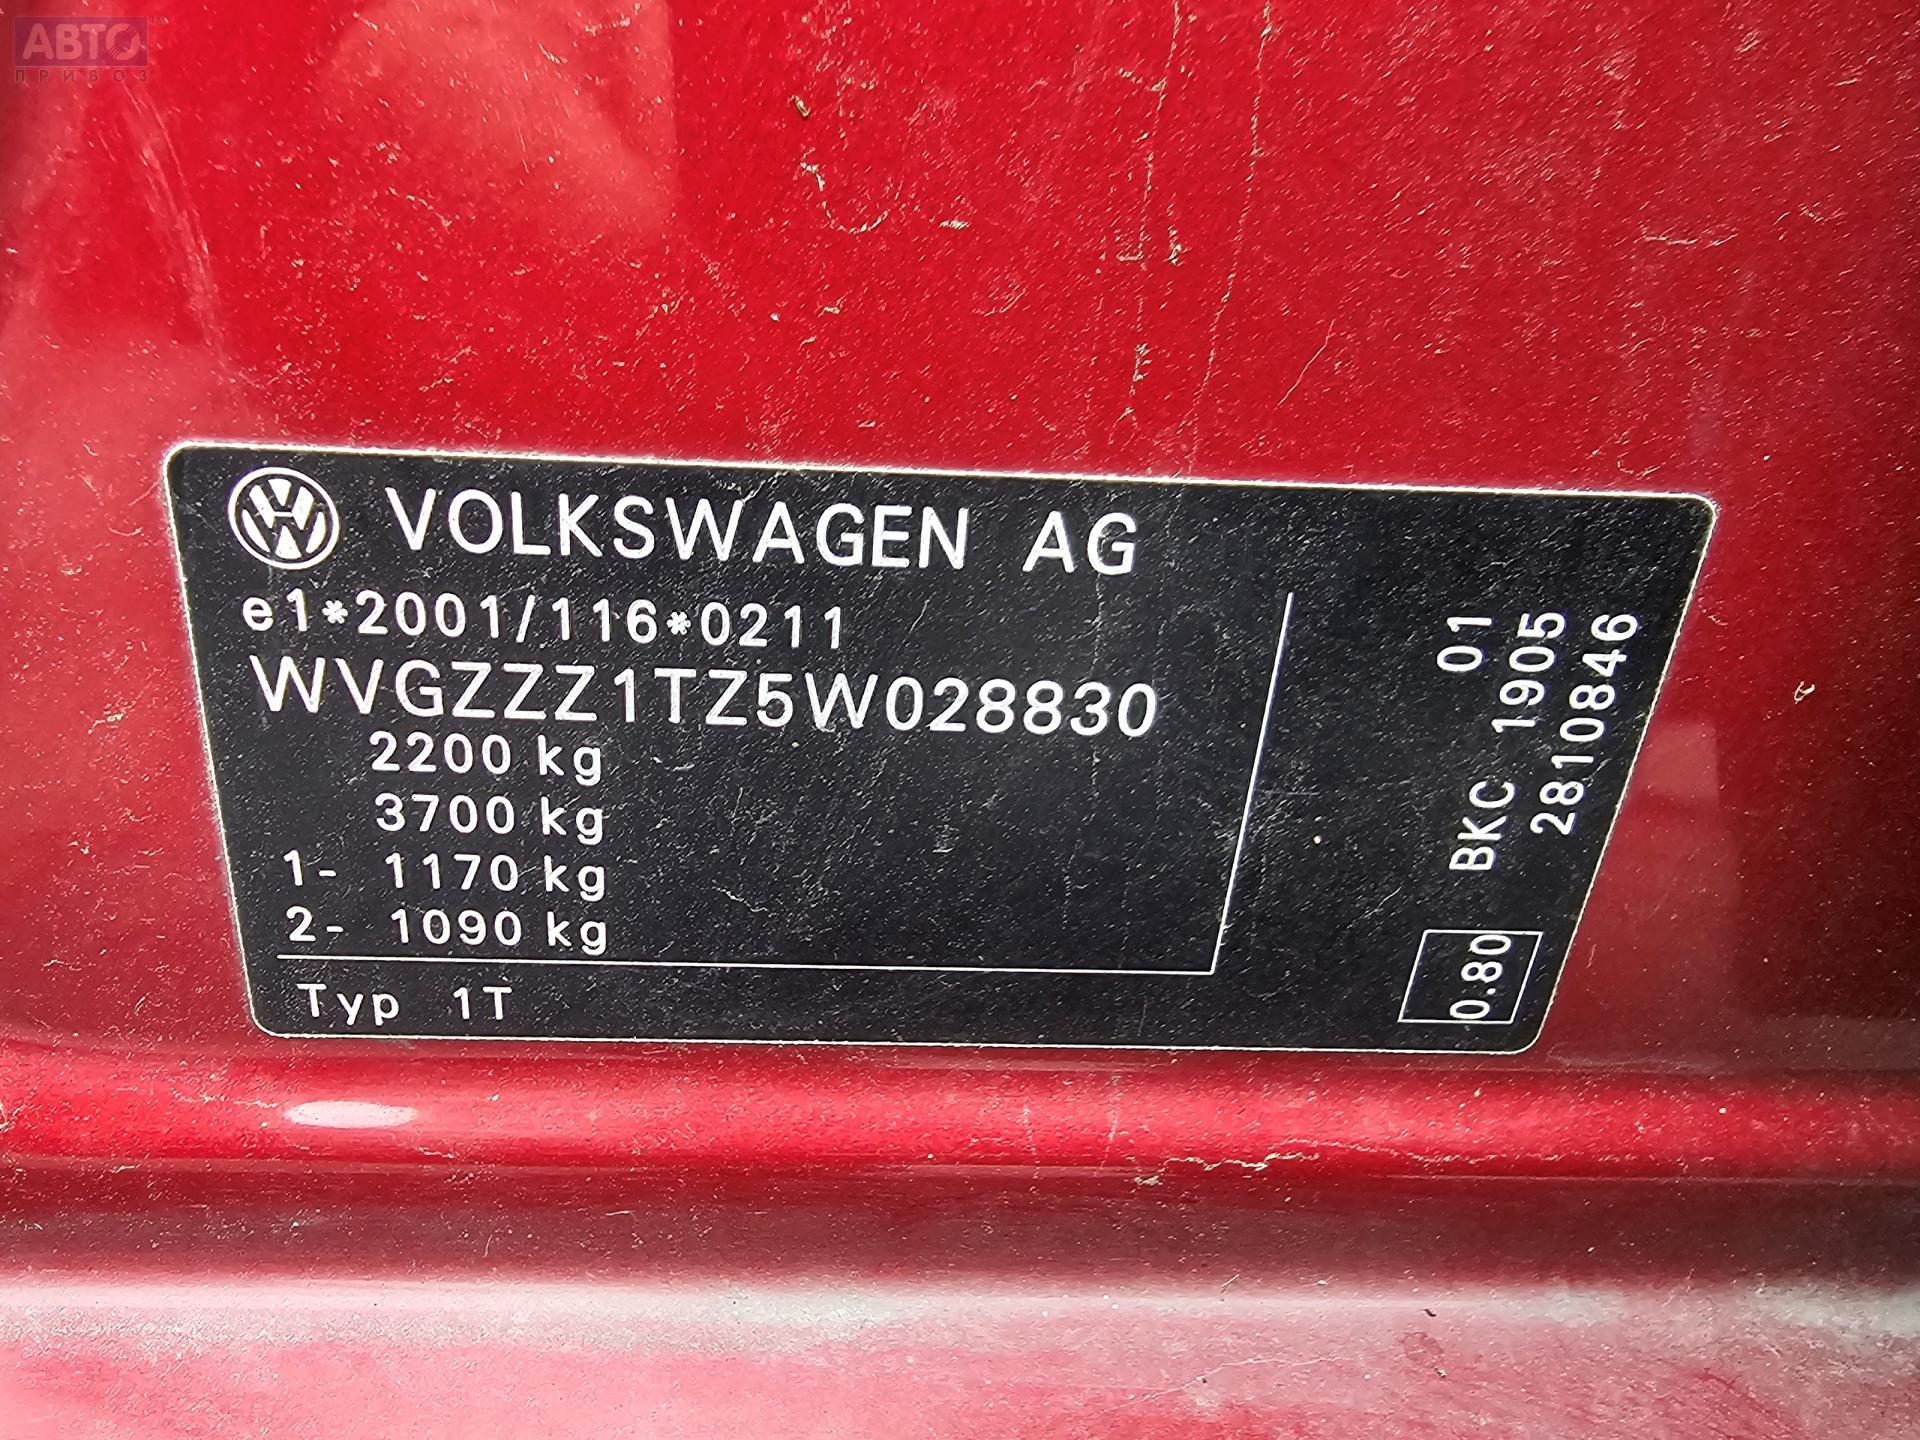 АВТО
ПРИВОЗ
VOLKSWAGEN AG
e1*2001/116*0211
WVGZZZ1TZ5W028830
2200 kg
3700 kg
1- 1170 kg
2- 1090 kg
Typ 1T
01
BKC 1905
2810846
0.80